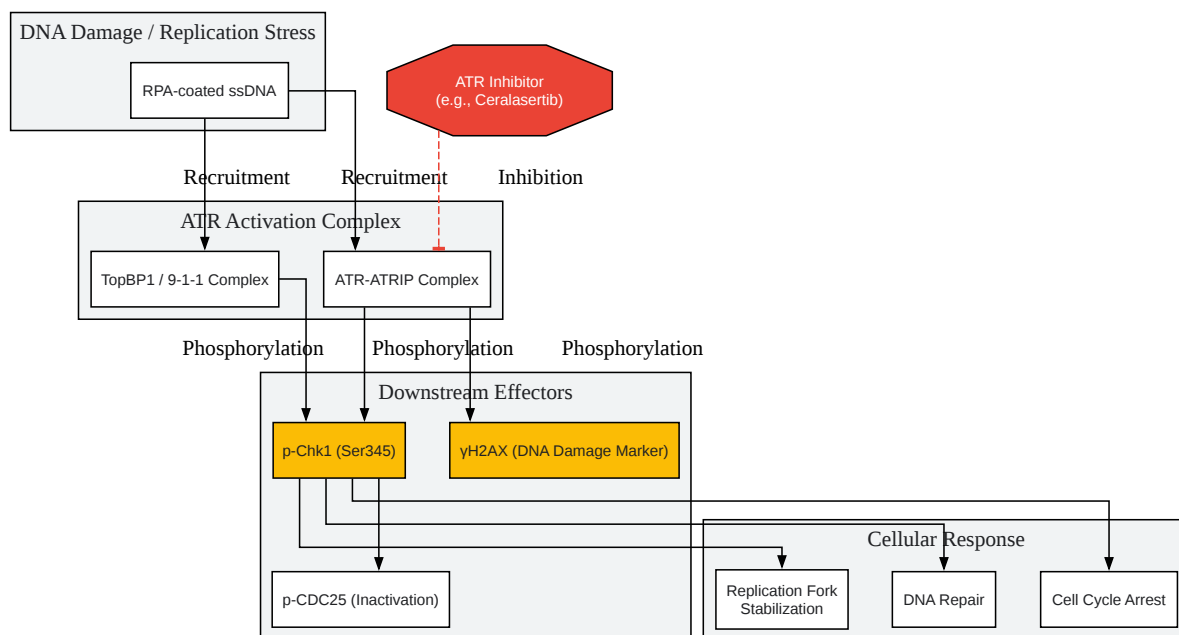 DNA Damage / Replication Stress
RPA-coated ssDNA
ATR Inhibitor
(e.g., Ceralasertib)
Recruitment
Recruitment
Inhibition
ATR Activation Complex
TopBP1 / 9-1-1 Complex
ATR-ATRIP Complex
Phosphorylation
Phosphorylation
Phosphorylation
Downstream Effectors
p-Chk1 (Ser345)
γH2AX (DNA Damage Marker)
Cellular Response
p-CDC25 (Inactivation)
Replication Fork
Stabilization
DNA Repair
Cell Cycle Arrest